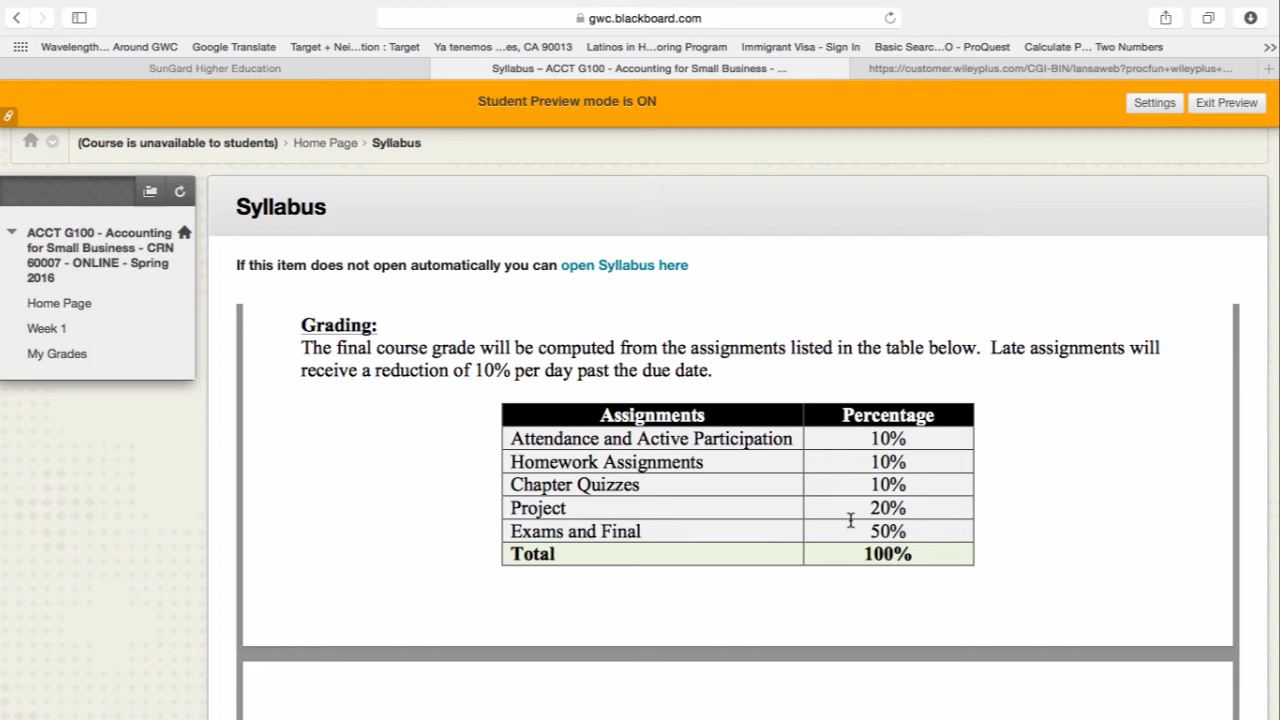 gwc.blackboard.com
Wavelength... Around GWC Google Translate Target + Nei...tion : Target Ya tenemos ...es, CA 90013 Latinos in H...oring Program Immigrant Visa - Sign In Basic Searc...O - ProQuest Calculate P... Two Numbers >>
SunGard Higher Education Syllabus – ACCT G100 - Accounting for Small Business - ... https://customer.wileyplus.com/CGI-BIN/lansaweb?procfun+wileyplus+... +
Student Preview mode is ON Settings Exit Preview
(Course is unavailable to students) > Home Page > Syllabus
ACCT G100 - Accounting
for Small Business - CRN
60007 - ONLINE - Spring
2016
Home Page
Week 1
My Grades
Syllabus
If this item does not open automatically you can open Syllabus here
Grading:
The final course grade will be computed from the assignments listed in the table below. Late assignments will
receive a reduction of 10% per day past the due date.
Assignments Percentage
Attendance and Active Participation 10%
Homework Assignments 10%
Chapter Quizzes 10%
Project 20%
Exams and Final 50%
Total 100%